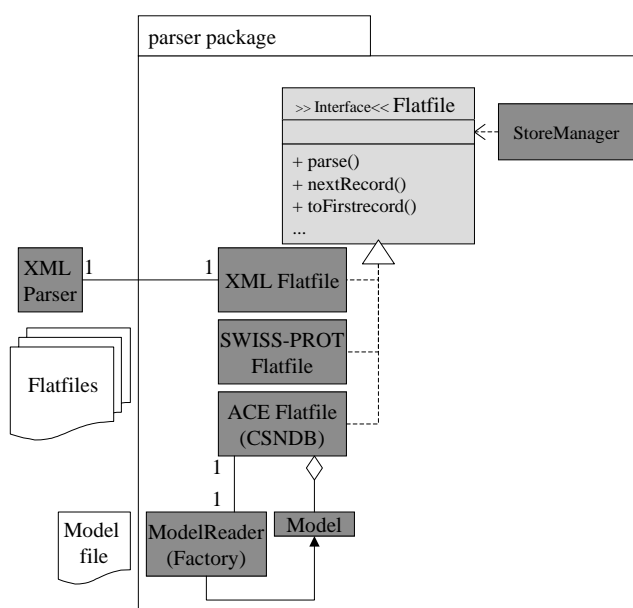 parser package
>> Interface<< Flatfile
StoreManager
+ parse()
+ nextRecord()
+ toFirstrecord()
...
XML
Parser
1
1
XML Flatfile
SWISS-PROT
Flatfile
Flatfiles
ACE Flatfile
(CSNDB)
1
1
Model
file
ModelReader
(Factory)
Model